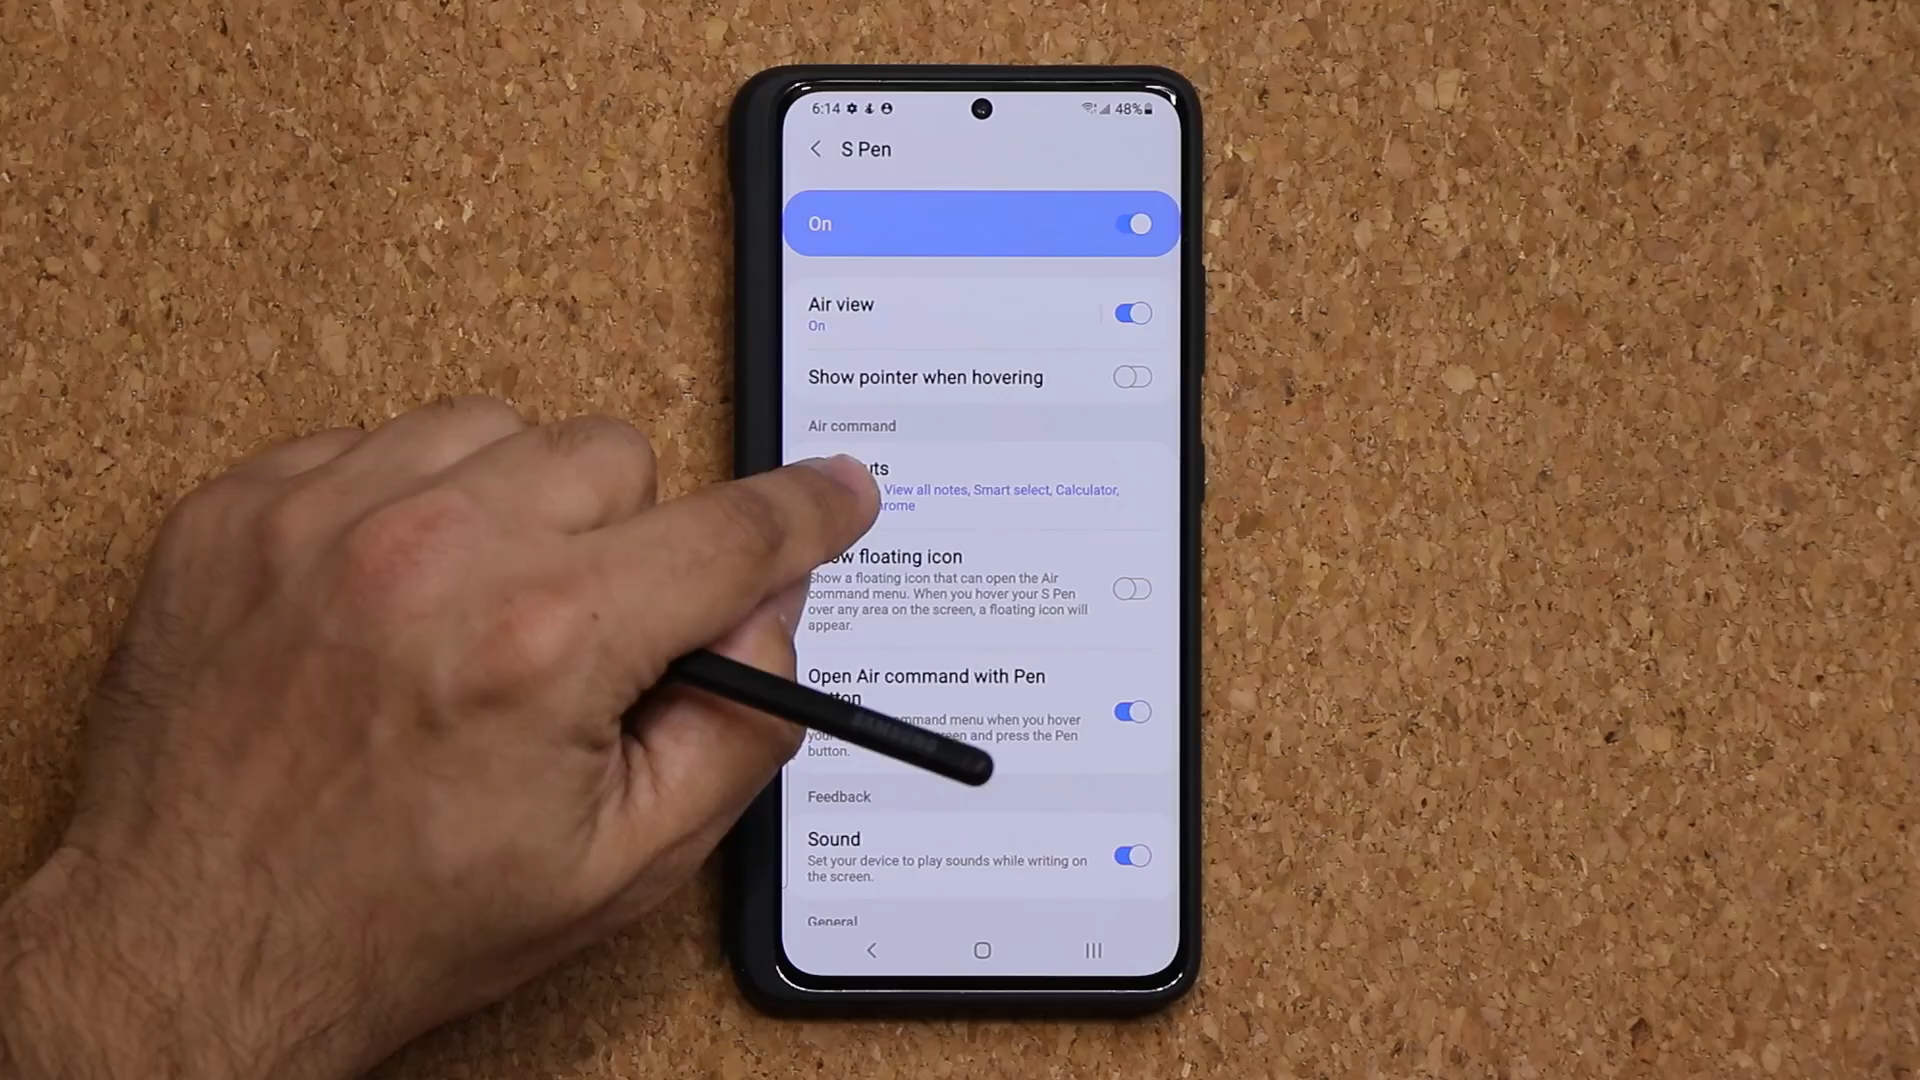 6:14
48%
S Pen
On
Air view
On
Show pointer when hovering
Air command
View all notes, Smart select, Calculator,
floating icon
Show a floating icon that can open the Air
command menu. When you hover your S Pen
over any area on the screen, a floating icon will
appear.
Open Air command with Pen
menu when you hover
and press the Pen
button.
SAMSUNG
Feedback
Sound
Set your device to play sounds while writing on
the screen.
General